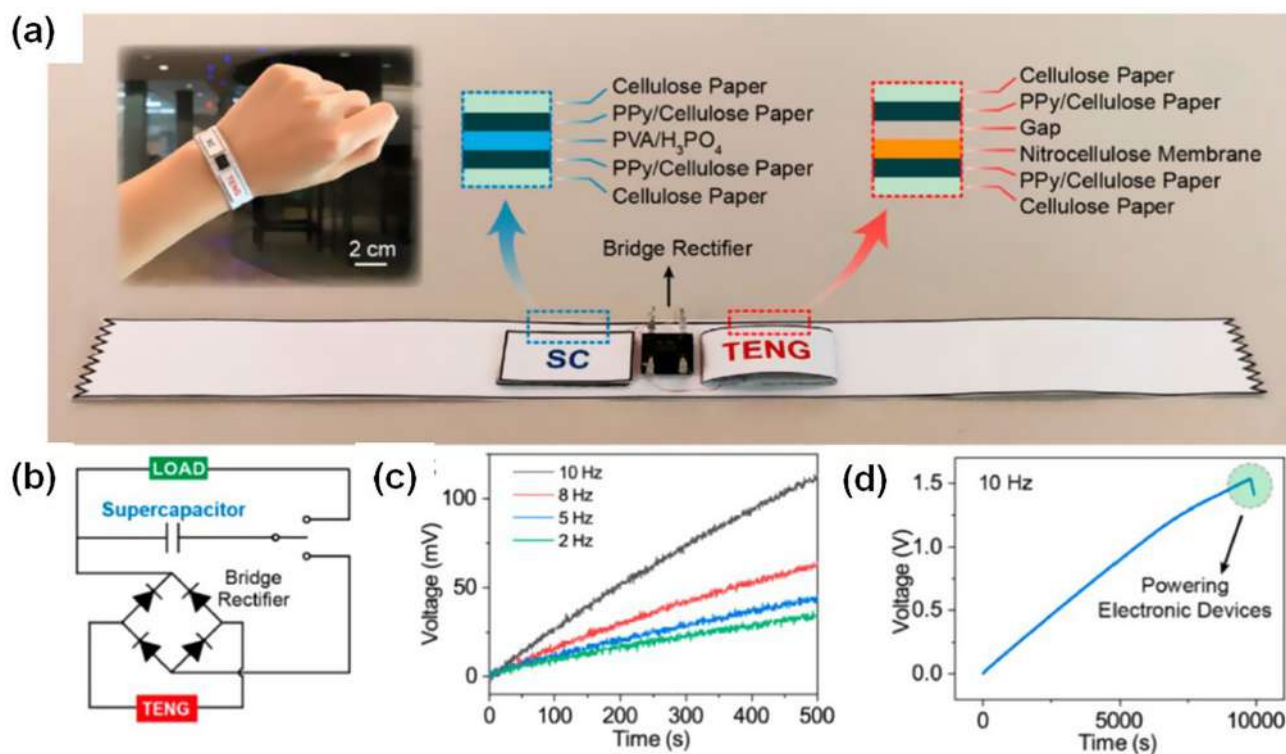 (a)
SC
TENG
2 cm
Cellulose Paper
PPy/Cellulose Paper
PVA/H₃PO₄
PPy/Cellulose Paper
Cellulose Paper
Cellulose Paper
PPy/Cellulose Paper
Gap
Nitrocellulose Membrane
PPy/Cellulose Paper
Cellulose Paper
Bridge Rectifier
SC
TENG
(b)
LOAD
Supercapacitor
Bridge
Rectifier
TENG
(c)
10 Hz
8 Hz
5 Hz
2 Hz
Voltage (mV)
100
50
0
0 100 200 300 400 500
Time (s)
(d)
10 Hz
Voltage (V)
1.5
1.0
0.5
0.0
Powering
Electronic Devices
0 5000 10000
Time (s)